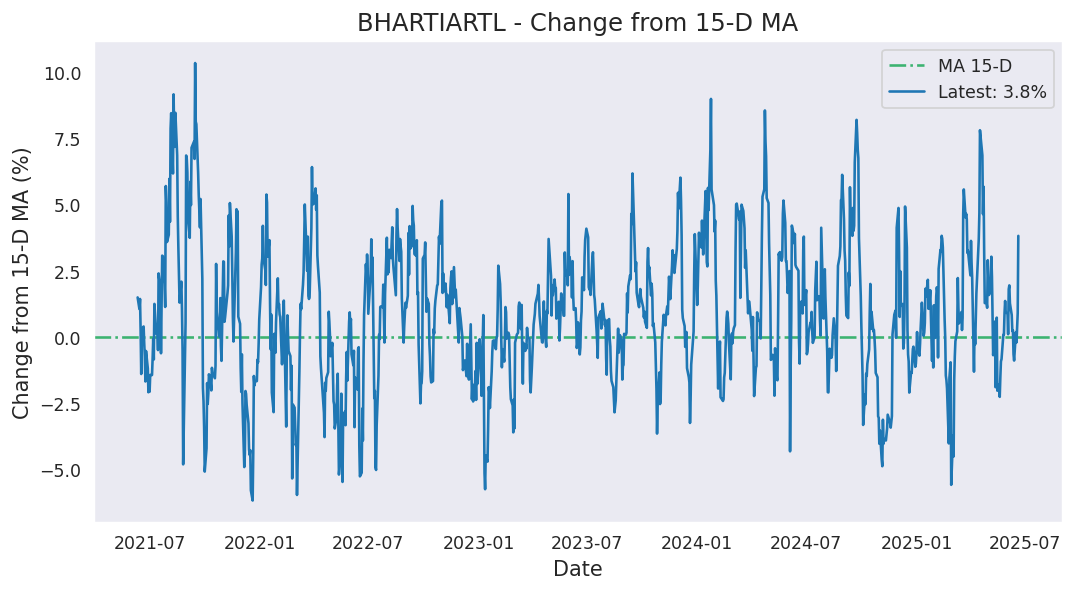 BHARTIARTL - Change from 15-D MA
MA 15-D
Latest: 3.8%
Change from 15-D MA (%)
10.0
7.5
5.0
2.5
0.0
−2.5
−5.0
2021-07 2022-01 2022-07 2023-01 2023-07 2024-01 2024-07 2025-01 2025-07
Date